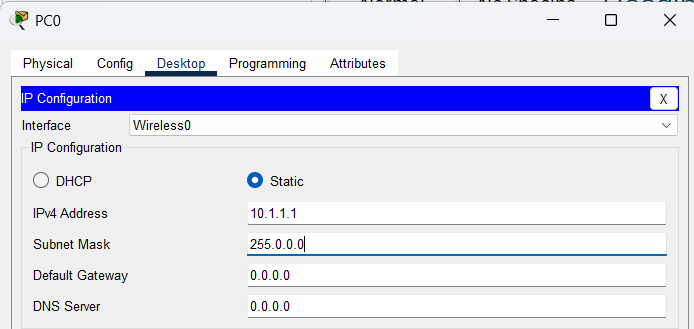 PC0
Physical Config Desktop Programming Attributes
IP Configuration X
Interface Wireless0
IP Configuration
DHCP Static
IPv4 Address 10.1.1.1
Subnet Mask 255.0.0.0
Default Gateway 0.0.0.0
DNS Server 0.0.0.0